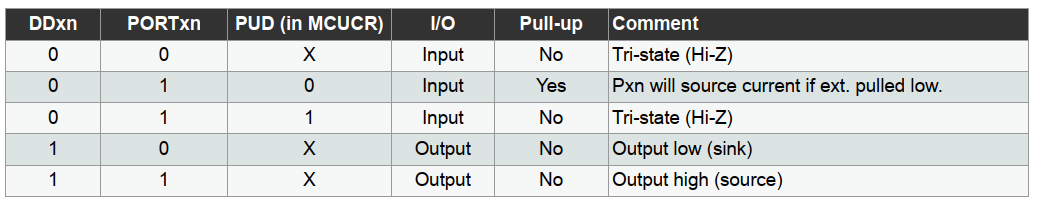 DDxn PORTxn PUD (in MCUCR) I/O Pull-up Comment
0 0 X Input No Tri-state (Hi-Z)
0 1 0 Input Yes Pxn will source current if ext. pulled low.
0 1 1 Input No Tri-state (Hi-Z)
1 0 X Output No Output low (sink)
1 1 X Output No Output high (source)